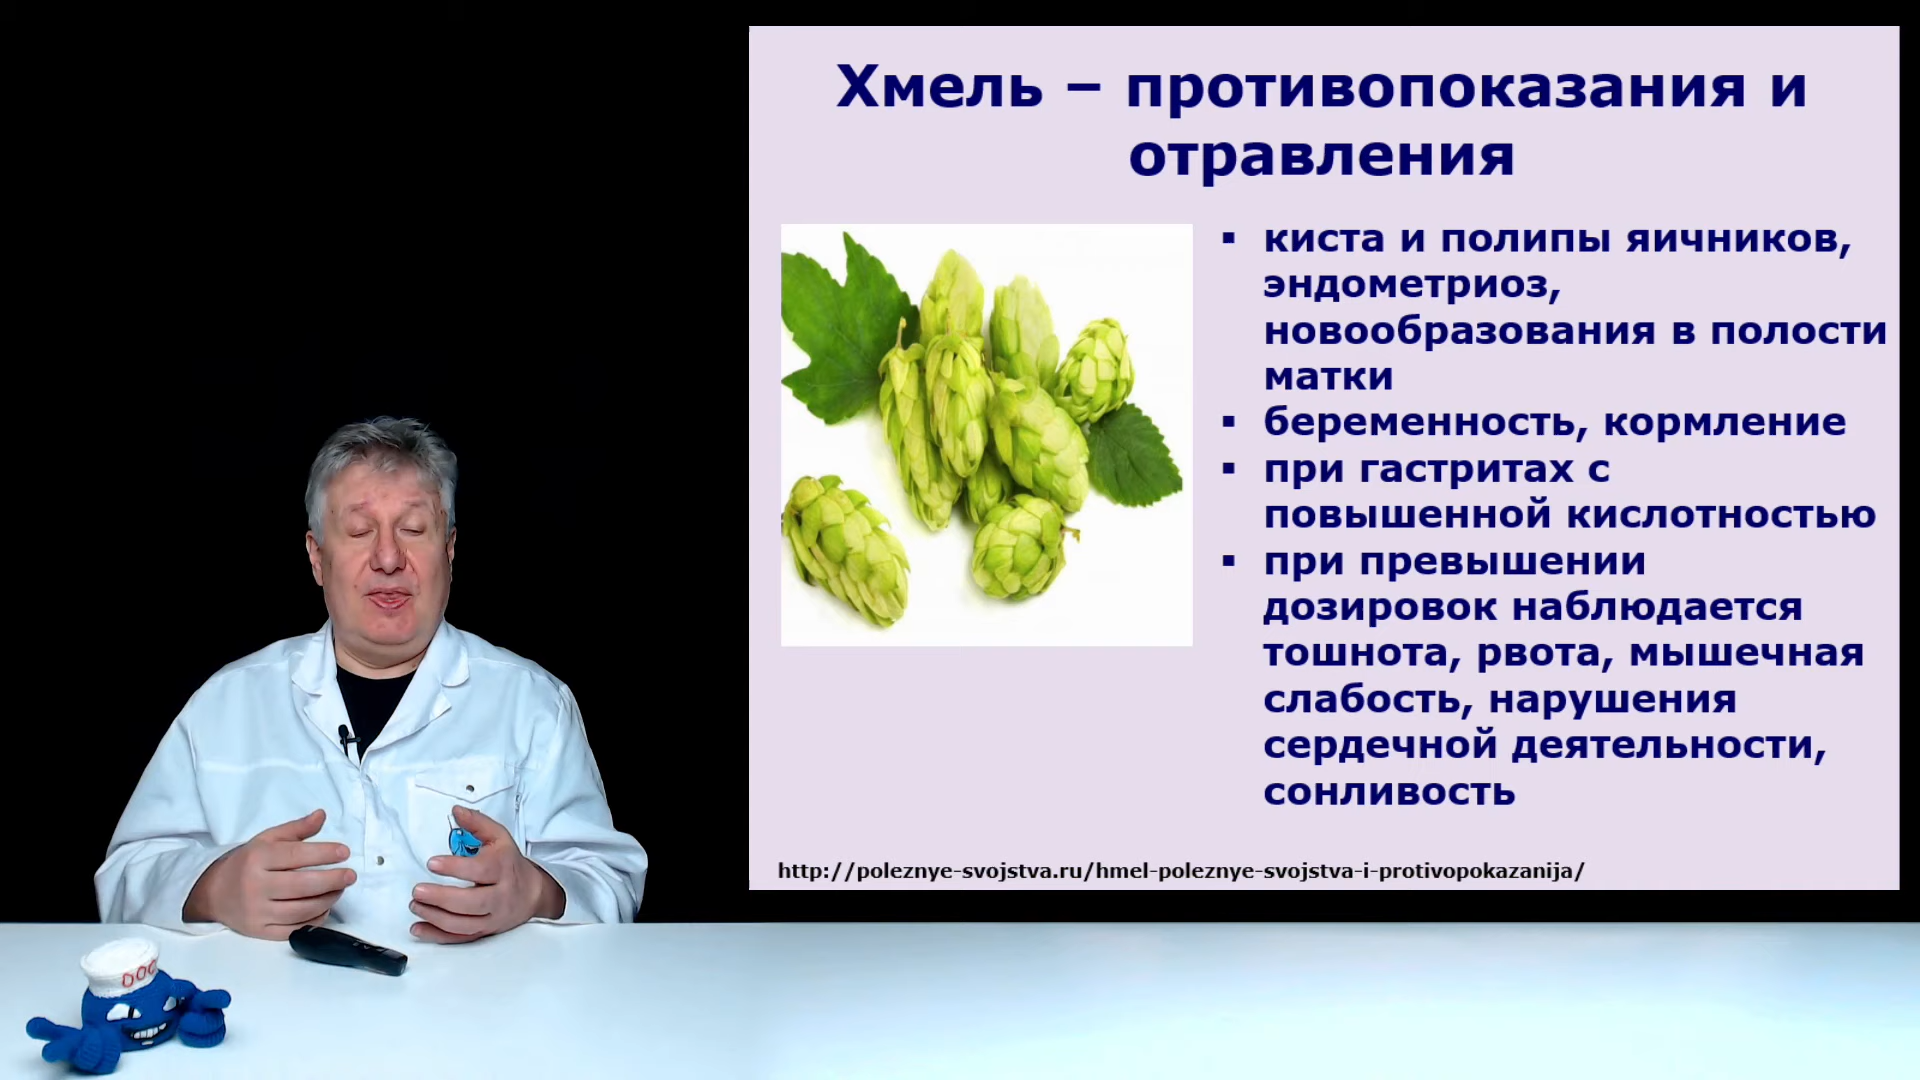 Хмель – противопоказания и
отравления
▪ киста и полипы яичников,
эндометриоз,
новообразования в полости
матки
▪ беременность, кормление
▪ при гастритах с
повышенной кислотностью
▪ при превышении
дозировок наблюдается
тошнота, рвота, мышечная
слабость, нарушения
сердечной деятельности,
сонливость
http://poleznye-svojstva.ru/hmel-poleznye-svojstva-i-protivopokazanija/